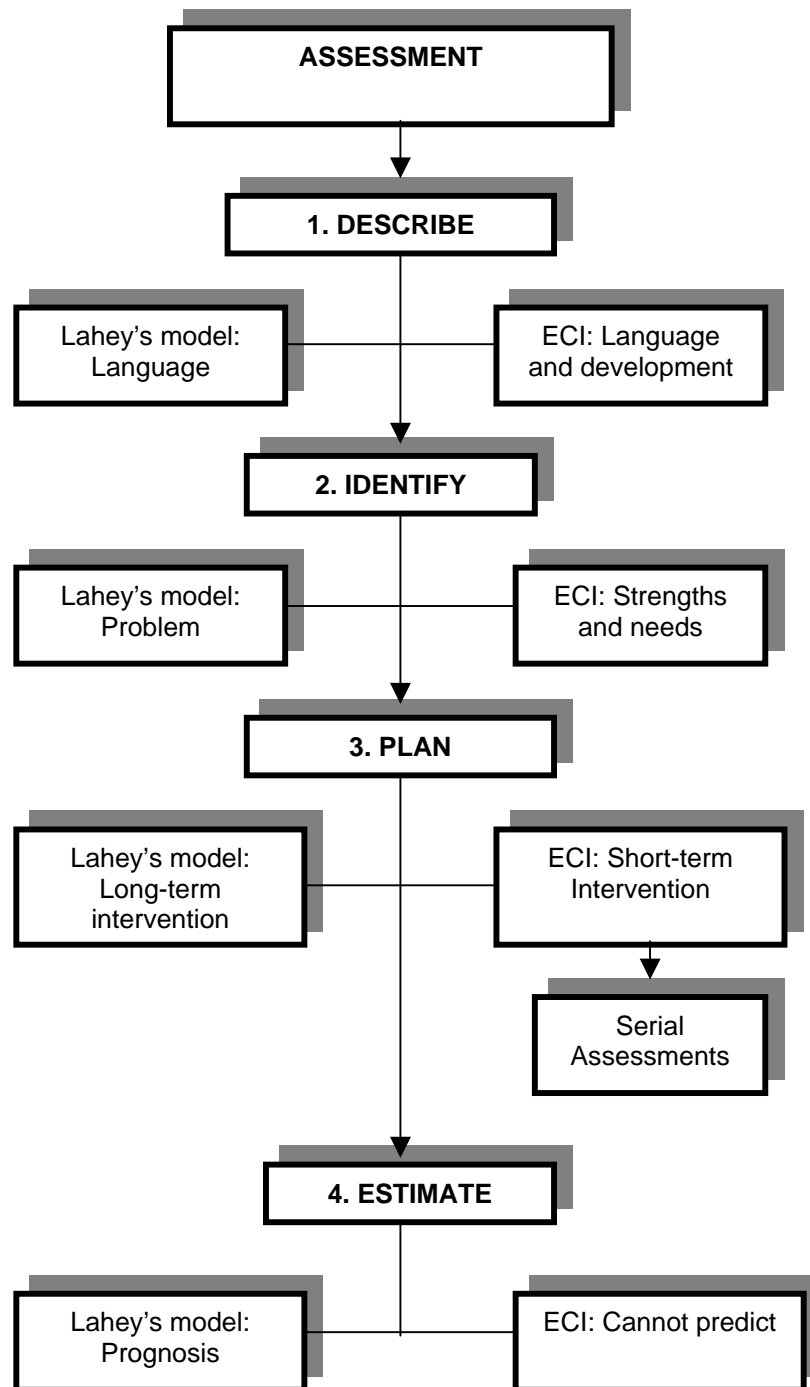 ASSESSMENT
1. DESCRIBE
Lahey’s model:
Language
ECI: Language
and development
2. IDENTIFY
Lahey’s model:
Problem
ECI: Strengths
and needs
3. PLAN
Lahey’s model:
Long-term
intervention
ECI: Short-term
Intervention
Serial
Assessments
4. ESTIMATE
Lahey’s model:
Prognosis
ECI: Cannot predict